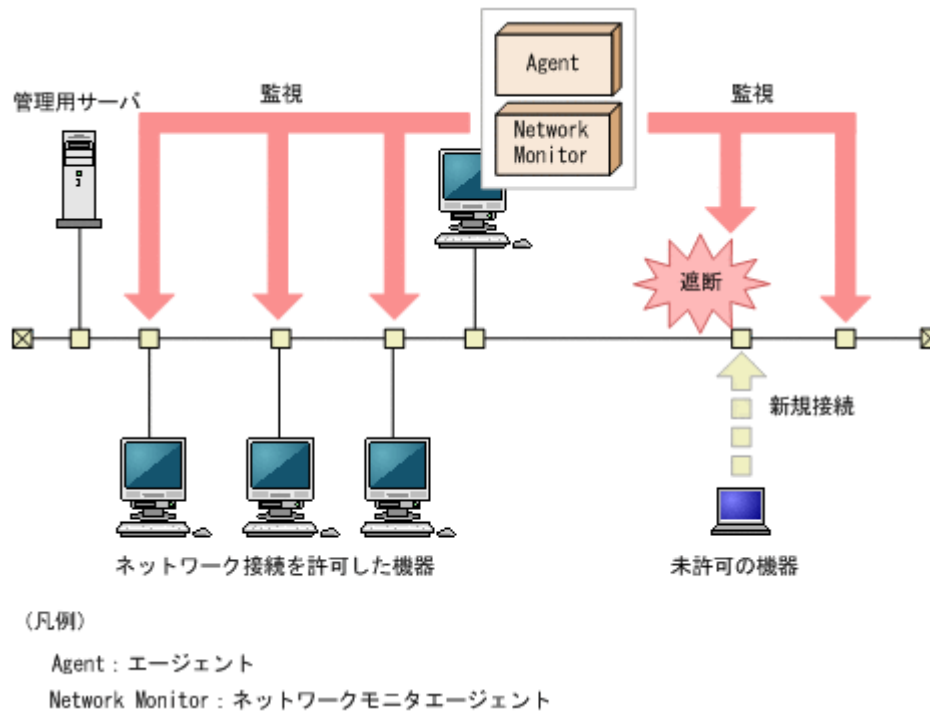 Agent
管理用サーバ
監視
監視
Network
Monitor
遮断
新規接続
ネットワーク接続を許可した機器
未許可の機器
(凡例)
Agent:エージェント
Network Monitor:ネットワークモニタエージェント